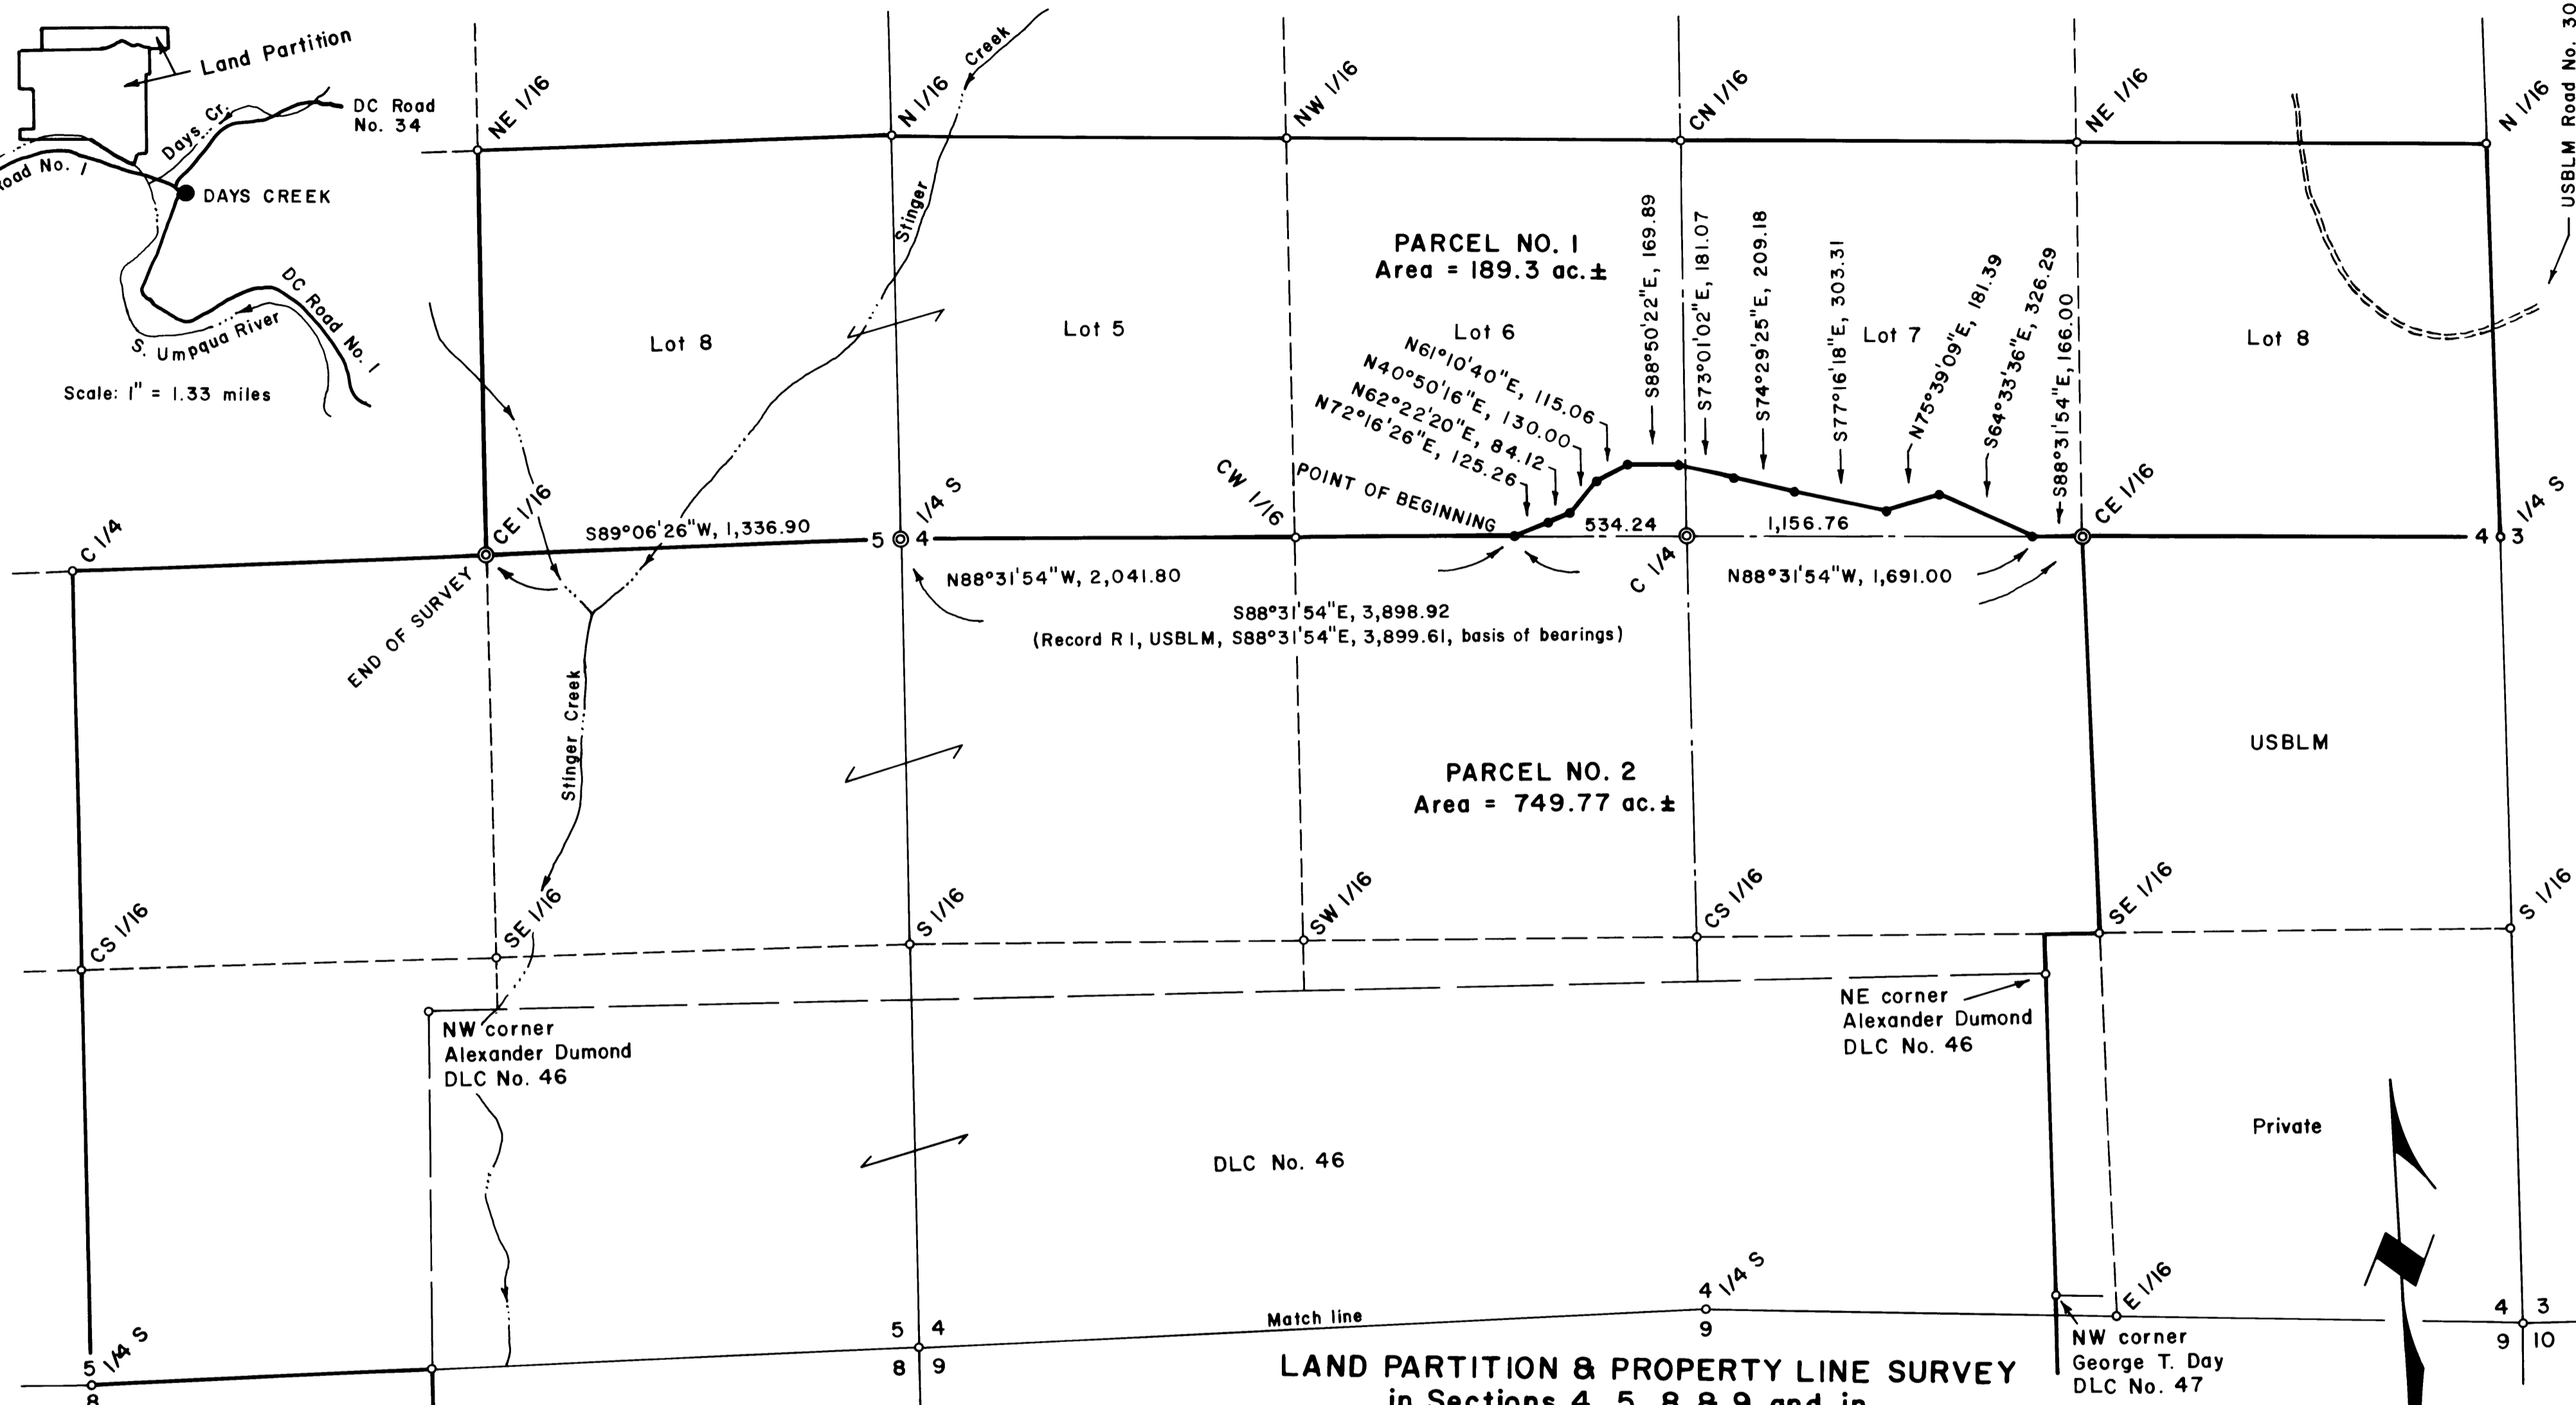 Land Partition
Days Cr.
DC Road
No. 34
Road No. 1
DAYS CREEK
DC Road No. 1
S. Umpqua River
Scale: 1" = 1.33 miles
NE 1/16
N 1/16
Creek
NW 1/16
CN 1/16
NE 1/16
N 1/16
USBLM Road No. 30
Stinger
PARCEL NO. 1
Area = 189.3 ac.±
Lot 8
Lot 5
Lot 6
Lot 7
Lot 8
N61°10'40"E, 115.06
N40°50'16"E, 130.00
N62°22'20"E, 84.12
N72°16'26"E, 125.26
S88°50'22"E, 169.89
S73°01'02"E, 181.07
S74°29'25"E, 209.18
S77°16'18"E, 303.31
N75°39'09"E, 181.39
S64°33'36"E, 326.29
S88°31'54"E, 166.00
C 1/4
CE 1/16
S89°06'26"W, 1,336.90
5 4
1/4 S
CW 1/16
POINT OF BEGINNING
534.24
C 1/4
1,156.76
CE 1/16
4 3
1/4 S
END OF SURVEY
N88°31'54"W, 2,041.80
N88°31'54"W, 1,691.00
S88°31'54"E, 3,898.92
(Record R1, USBLM, S88°31'54"E, 3,899.61, basis of bearings)
Stinger Creek
USBLM
PARCEL NO. 2
Area = 749.77 ac.±
CS 1/16
SE 1/16
S 1/16
SW 1/16
CS 1/16
SE 1/16
S 1/16
NW corner
Alexander Dumond
DLC No. 46
NE corner
Alexander Dumond
DLC No. 46
Private
DLC No. 46
5
1/4 S
8
5 4
8 9
Match line
4
1/4 S
9
E 1/16
4 3
9 10
NW corner
George T. Day
DLC No. 47
LAND PARTITION & PROPERTY LINE SURVEY
in Sections 4, 5, 8 & 9 and in